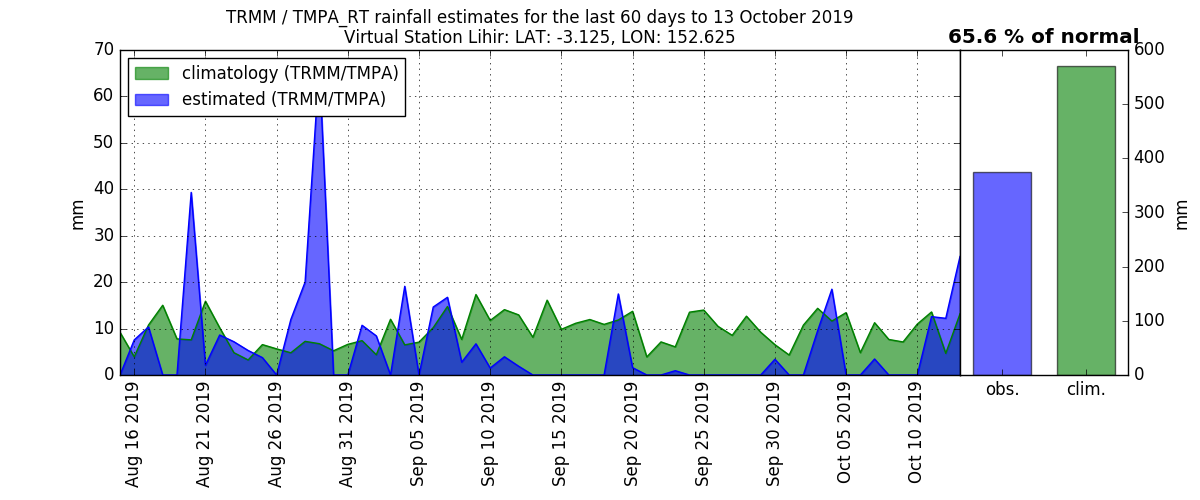 TRMM / TMPA_RT rainfall estimates for the last 60 days to 13 October 2019
Virtual Station Lihir: LAT: -3.125, LON: 152.625
65.6 % of normal
climatology (TRMM/TMPA)
estimated (TRMM/TMPA)
mm
70
60
50
40
30
20
10
0
Aug 16 2019
Aug 21 2019
Aug 26 2019
Aug 31 2019
Sep 05 2019
Sep 10 2019
Sep 15 2019
Sep 20 2019
Sep 25 2019
Sep 30 2019
Oct 05 2019
Oct 10 2019
obs.
clim.
600
500
400
300
200
100
0
mm